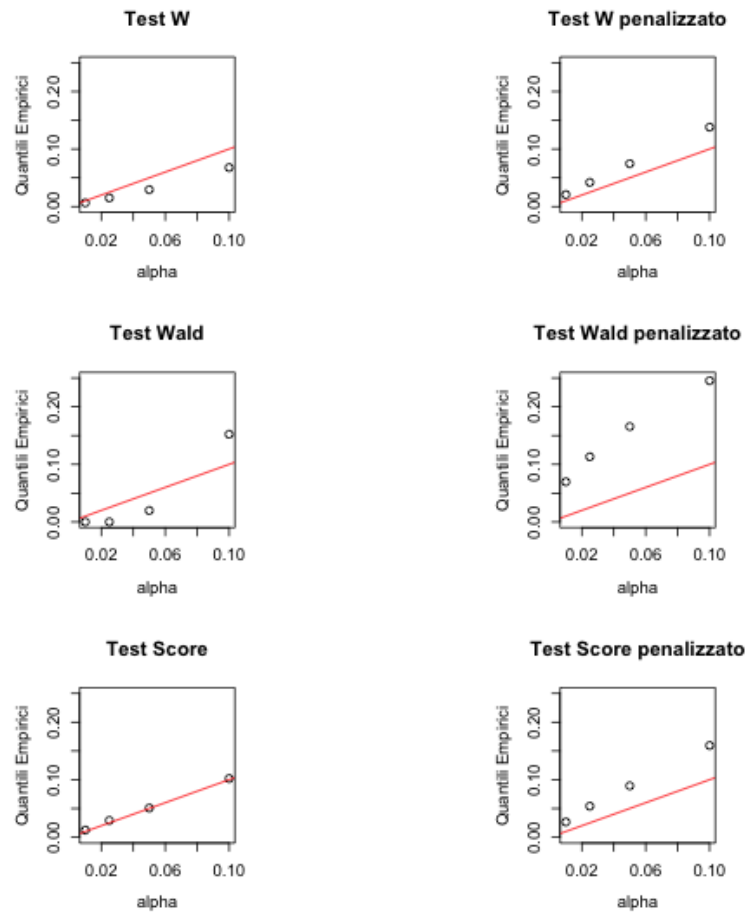 Test W
Quantili Empirici
0.00 0.10 0.20
0.02 0.06 0.10
alpha
Test W penalizzato
Quantili Empirici
0.00 0.10 0.20
0.02 0.06 0.10
alpha
Test Wald
Quantili Empirici
0.00 0.10 0.20
0.02 0.06 0.10
alpha
Test Wald penalizzato
Quantili Empirici
0.00 0.10 0.20
0.02 0.06 0.10
alpha
Test Score
Quantili Empirici
0.00 0.10 0.20
0.02 0.06 0.10
alpha
Test Score penalizzato
Quantili Empirici
0.00 0.10 0.20
0.02 0.06 0.10
alpha